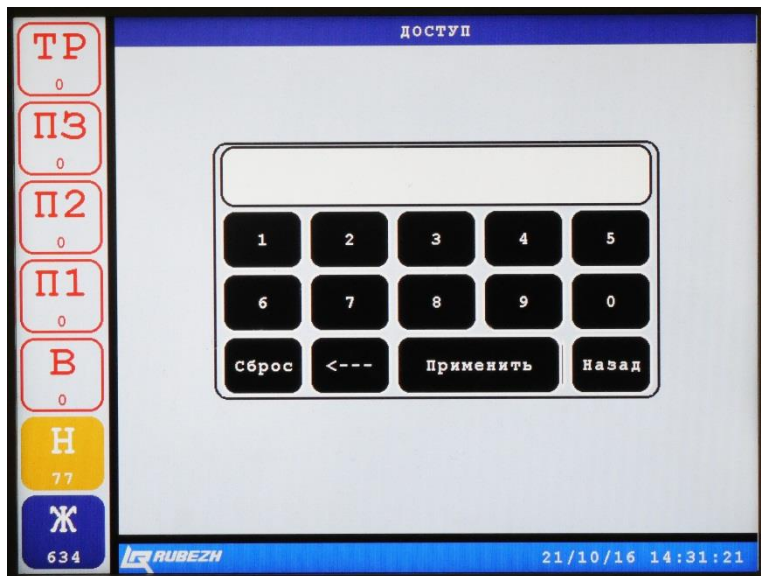 ДОСТУП
ТР
0
П3
0
П2
0
П1
0
В
0
Н
77
Ж
634
1 2 3 4 5
6 7 8 9 0
Сброс <--- Применить Назад
RUBEZH 21/10/16 14:31:21